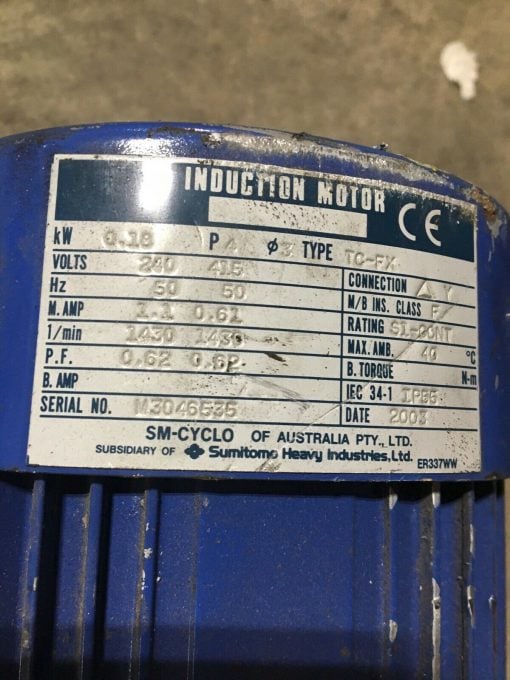 INDUCTION MOTOR
CE
kW 0.18 P 4 ø 3 TYPE TC-FX
VOLTS 240 415 CONNECTION △ Y
Hz 50 50 M/B INS. CLASS F
M. AMP 1.1 0.61 RATING S1-CONT
1/min 1430 1430 MAX. AMB. 40 °C
P.F. 0.62 0.62 B. TORQUE N-m
B. AMP IEC 34-1 IP55
SERIAL NO. M3046535 DATE 2003
SM-CYCLO OF AUSTRALIA PTY., LTD.
SUBSIDIARY OF Sumitomo Heavy Industries, Ltd.
ER337WW